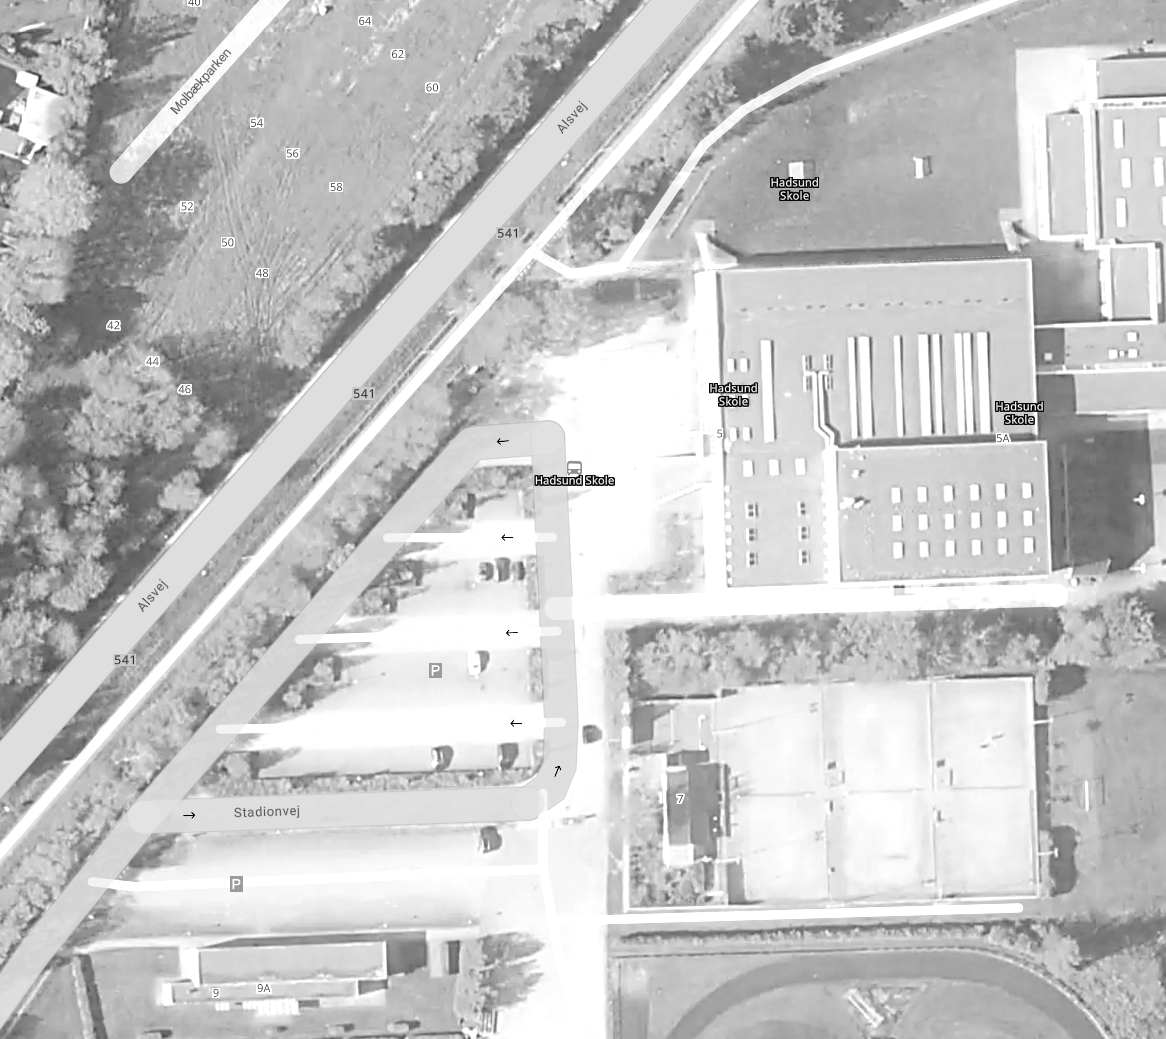 40
64
62
60
Molbækparken
54
Alsvej
56
58
Hadsund
Skole
52
541
50
48
42
44
46
541
Hadsund
Skole
Hadsund
Skole
5
5A
Hadsund Skole
Alsvej
541
P
7
Stadionvej
P
9
9A